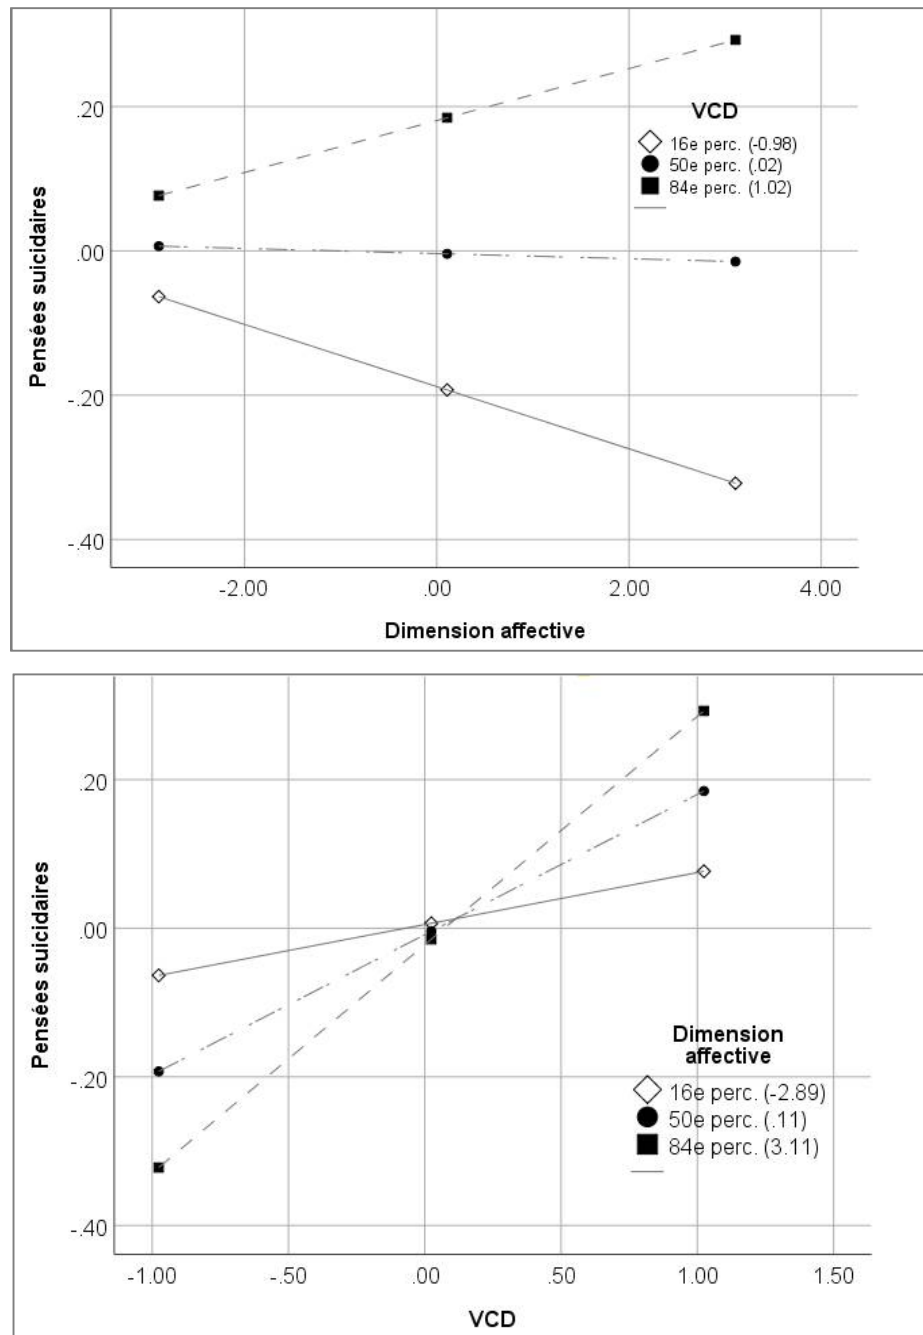 .20
.00
-.20
-.40
Pensées suicidaires
VCD
16e perc. (-0.98)
50e perc. (.02)
84e perc. (1.02)
-2.00 .00 2.00 4.00
Dimension affective
.20
.00
-.20
-.40
Pensées suicidaires
Dimension
affective
16e perc. (-2.89)
50e perc. (.11)
84e perc. (3.11)
-1.00 -.50 .00 .50 1.00 1.50
VCD